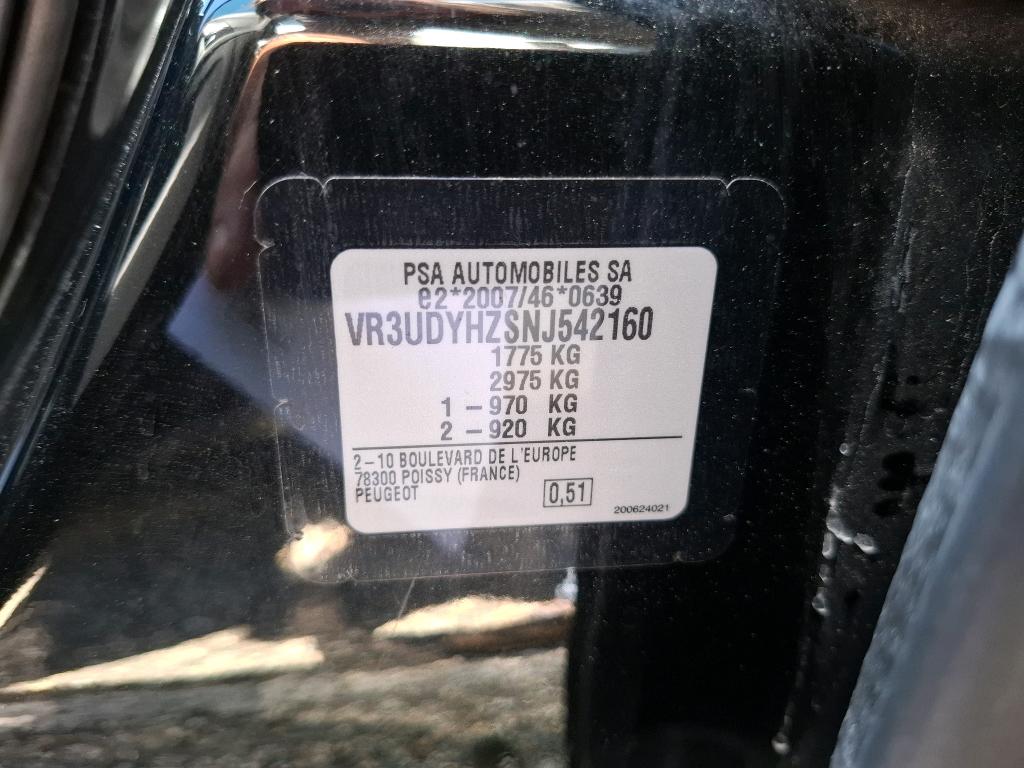 PSA AUTOMOBILES SA
e2*2007/46*0639
VR3UDYHZSNJ542160
1775 KG
2975 KG
1 – 970 KG
2 – 920 KG
2–10 BOULEVARD DE L'EUROPE
78300 POISSY (FRANCE)
PEUGEOT
0,51
200624021